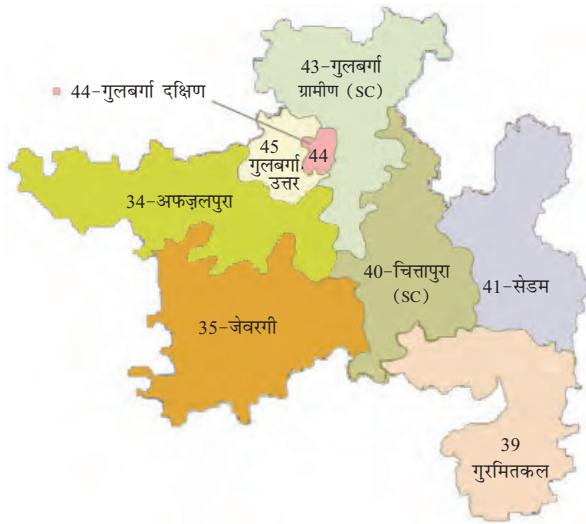 43-गुलबर्गा
ग्रामीण (SC)
44-गुलबर्गा दक्षिण
45
गुलबर्गा
उत्तर
44
34-अफज़लपुरा
40-चित्तापुरा
(SC)
41-सेडम
35-जेवरगी
39
गुरमितकल